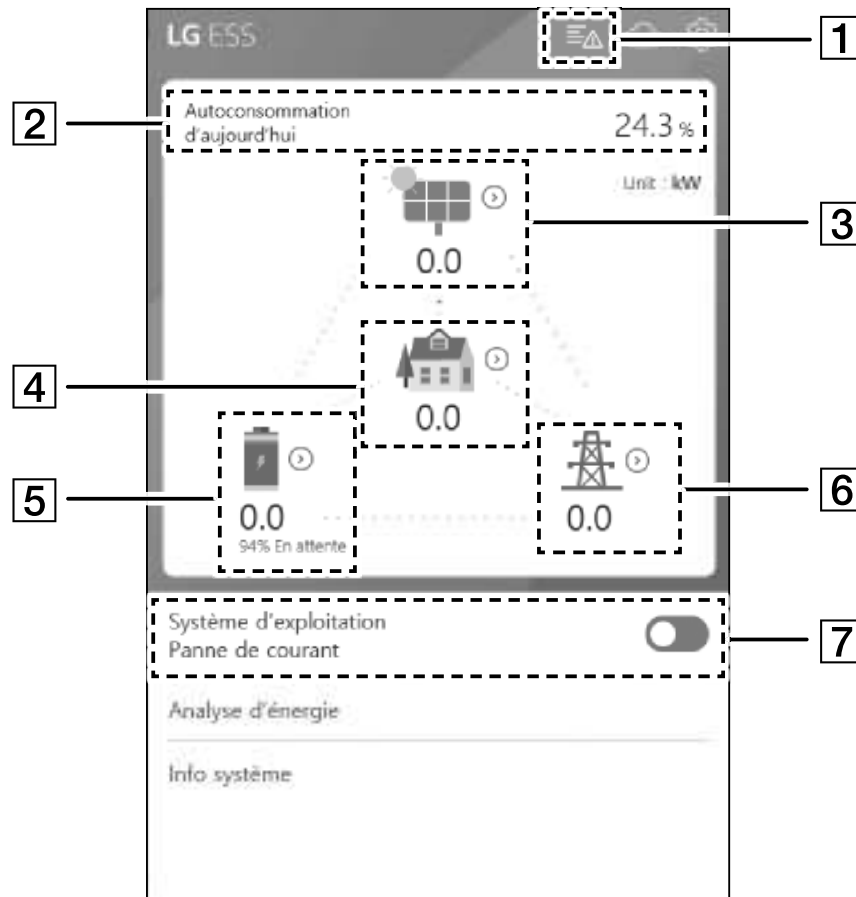 LG ESS
1
2
Autoconsommation
d'aujourd'hui
24.3 %
Unit : kW
3
0.0
4
0.0
5
0.0
94% En attente
6
0.0
Système d'exploitation
Panne de courant
7
Analyse d'énergie
Info système